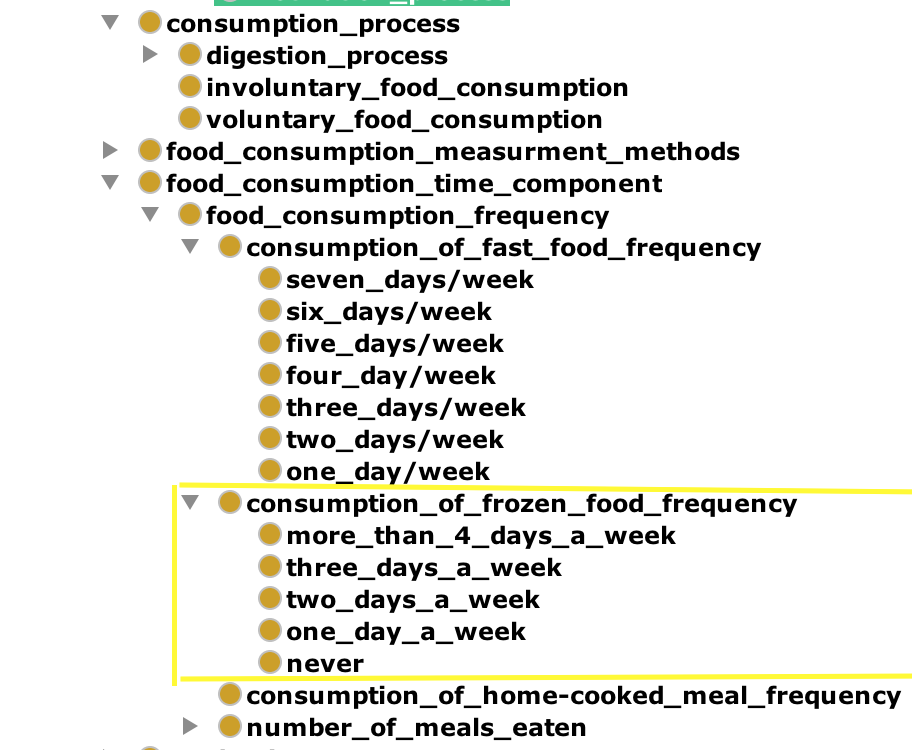 consumption_process
digestion_process
involuntary_food_consumption
voluntary_food_consumption
food_consumption_measurment_methods
food_consumption_time_component
food_consumption_frequency
consumption_of_fast_food_frequency
seven_days/week
six_days/week
five_days/week
four_day/week
three_days/week
two_days/week
one_day/week
consumption_of_frozen_food_frequency
more_than_4_days_a_week
three_days_a_week
two_days_a_week
one_day_a_week
never
consumption_of_home-cooked_meal_frequency
number_of_meals_eaten